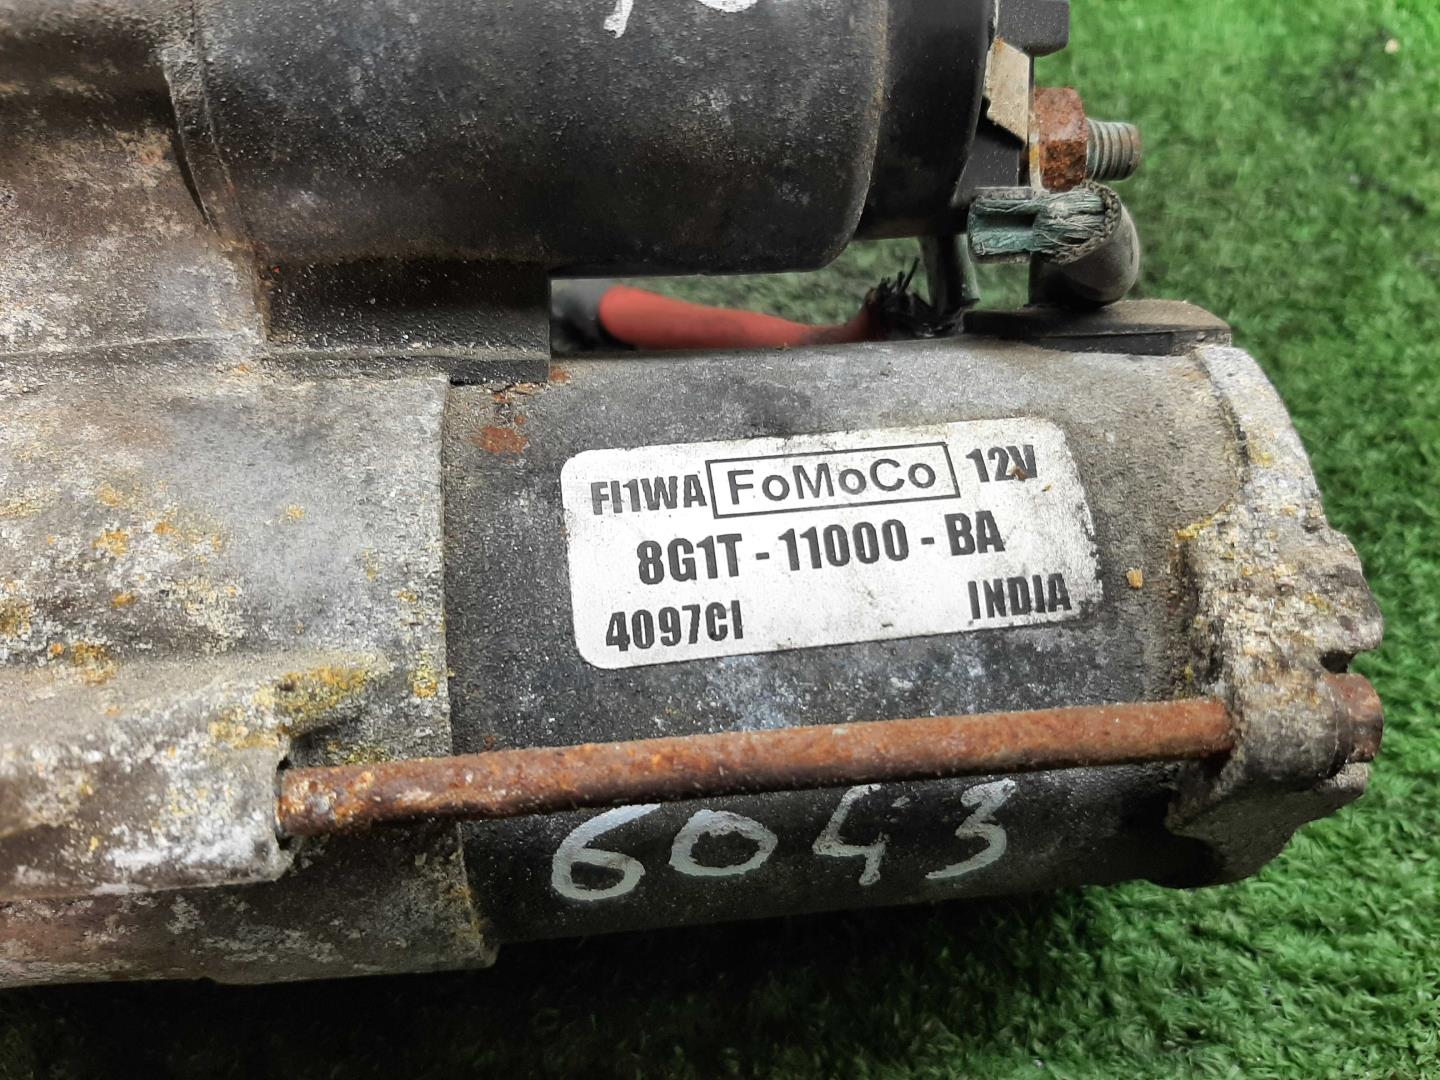 FI1WA FoMoCo 12V
8G1T - 11000 - BA
4097CI INDIA
6043